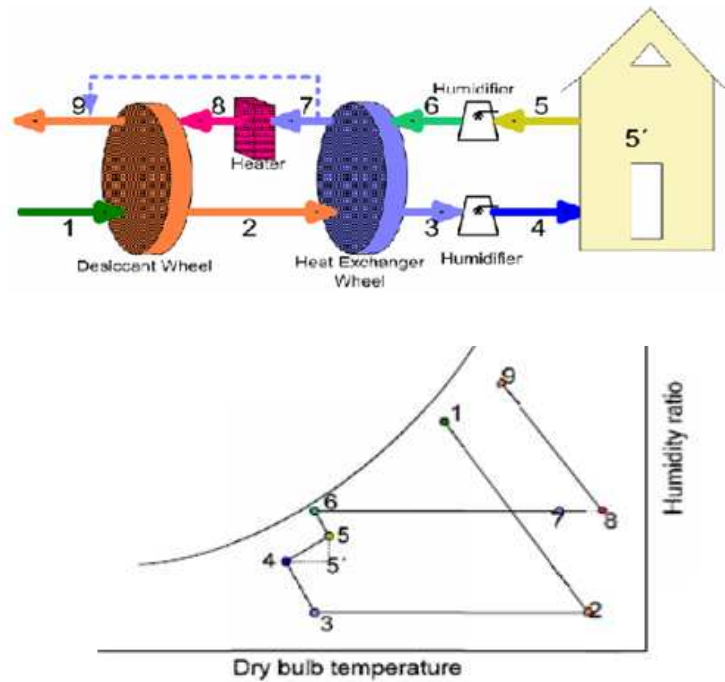 Humidifier
9 8 7 6 5
5´
Heater
1 2 3 4
Desiccant Wheel
Heat Exchanger Wheel
Humidifier
9
1
6
7
8
5
4
5´
3
2
Humidity ratio
Dry bulb temperature